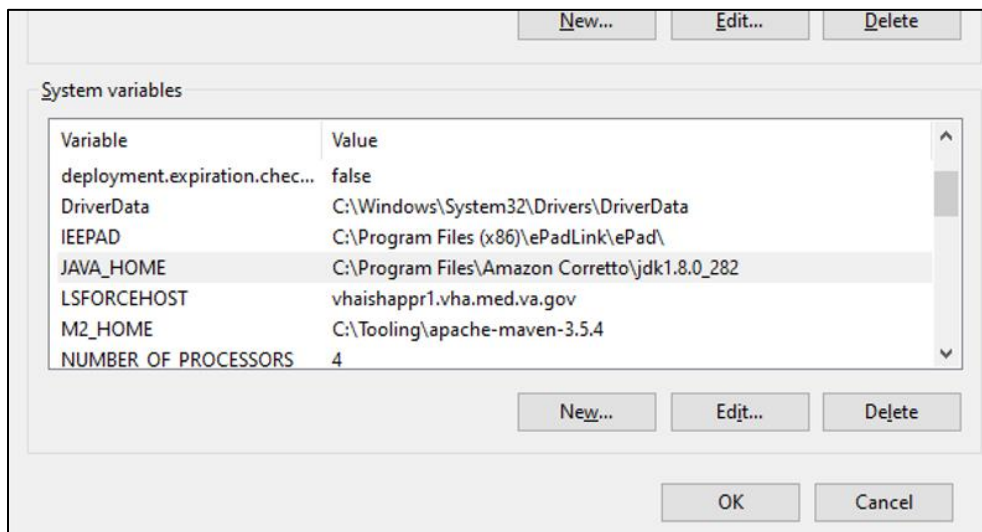 New... Edit... Delete
System variables
Variable Value
deployment.expiration.chec... false
DriverData C:\Windows\System32\Drivers\DriverData
IEEPAD C:\Program Files (x86)\ePadLink\ePad\
JAVA_HOME C:\Program Files\Amazon Corretto\jdk1.8.0_282
LSFORCEHOST vhaishappr1.vha.med.va.gov
M2_HOME C:\Tooling\apache-maven-3.5.4
NUMBER_OF_PROCESSORS 4
New... Edit... Delete
OK Cancel